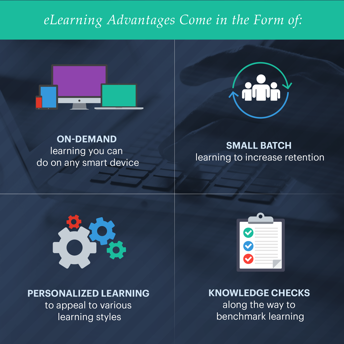 eLearning Advantages Come in the Form of:
ON-DEMAND
learning you can
do on any smart device
SMALL BATCH
learning to increase retention
PERSONALIZED LEARNING
to appeal to various
learning styles
KNOWLEDGE CHECKS
along the way to
benchmark learning